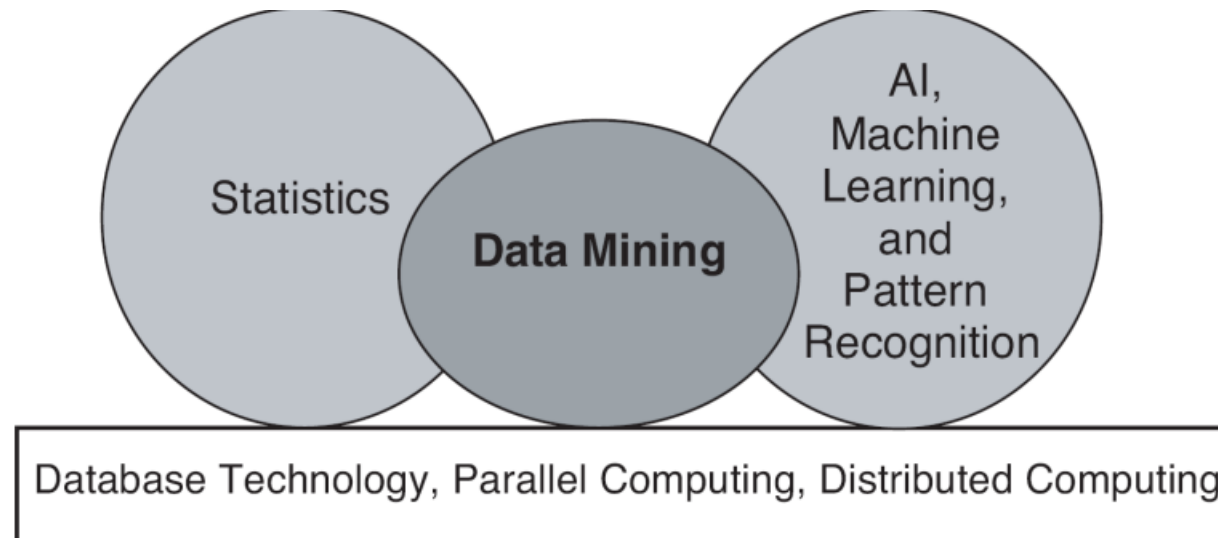 Statistics
Data Mining
AI,
Machine
Learning,
and
Pattern
Recognition
Database Technology, Parallel Computing, Distributed Computing